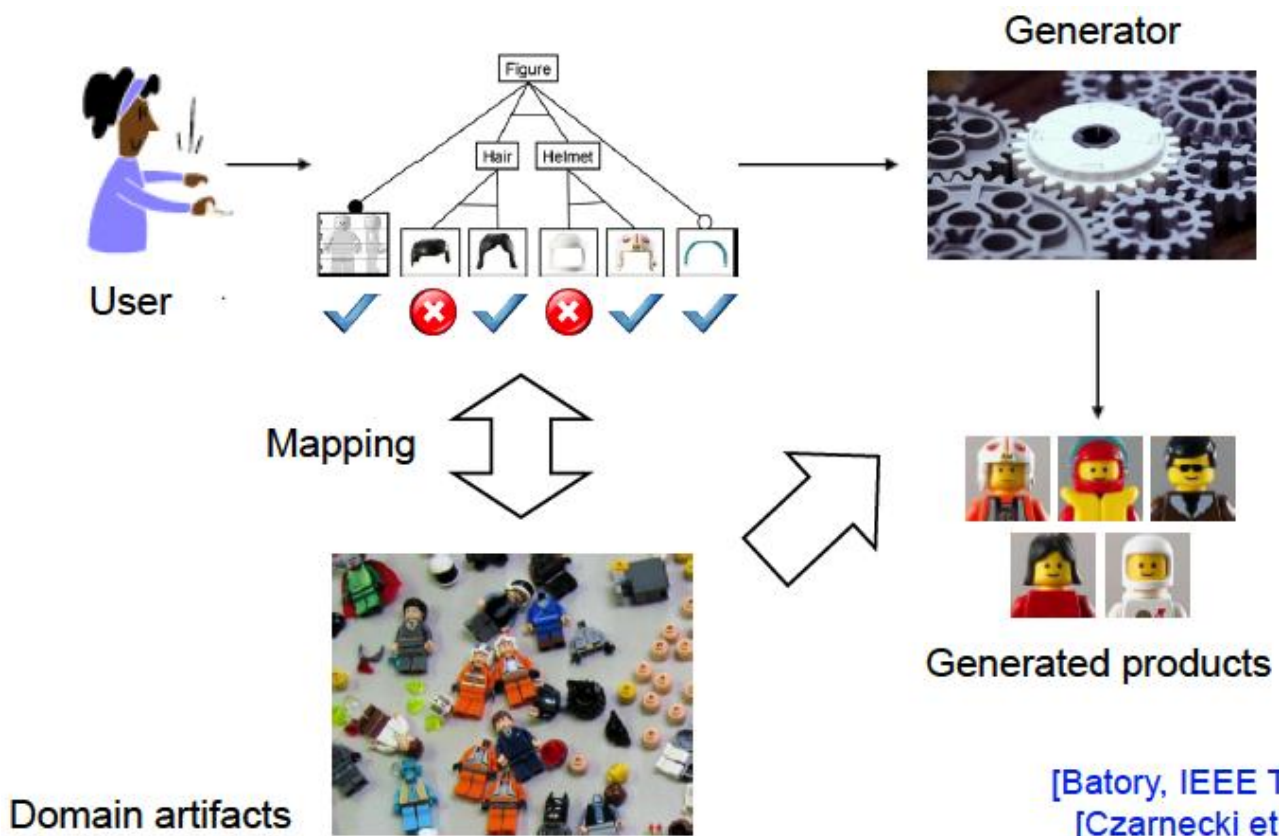 Generator
Figure
Hair
Helmet
User
Mapping
Generated products
Domain artifacts
[Batory, IEEE T
[Czarnecki et